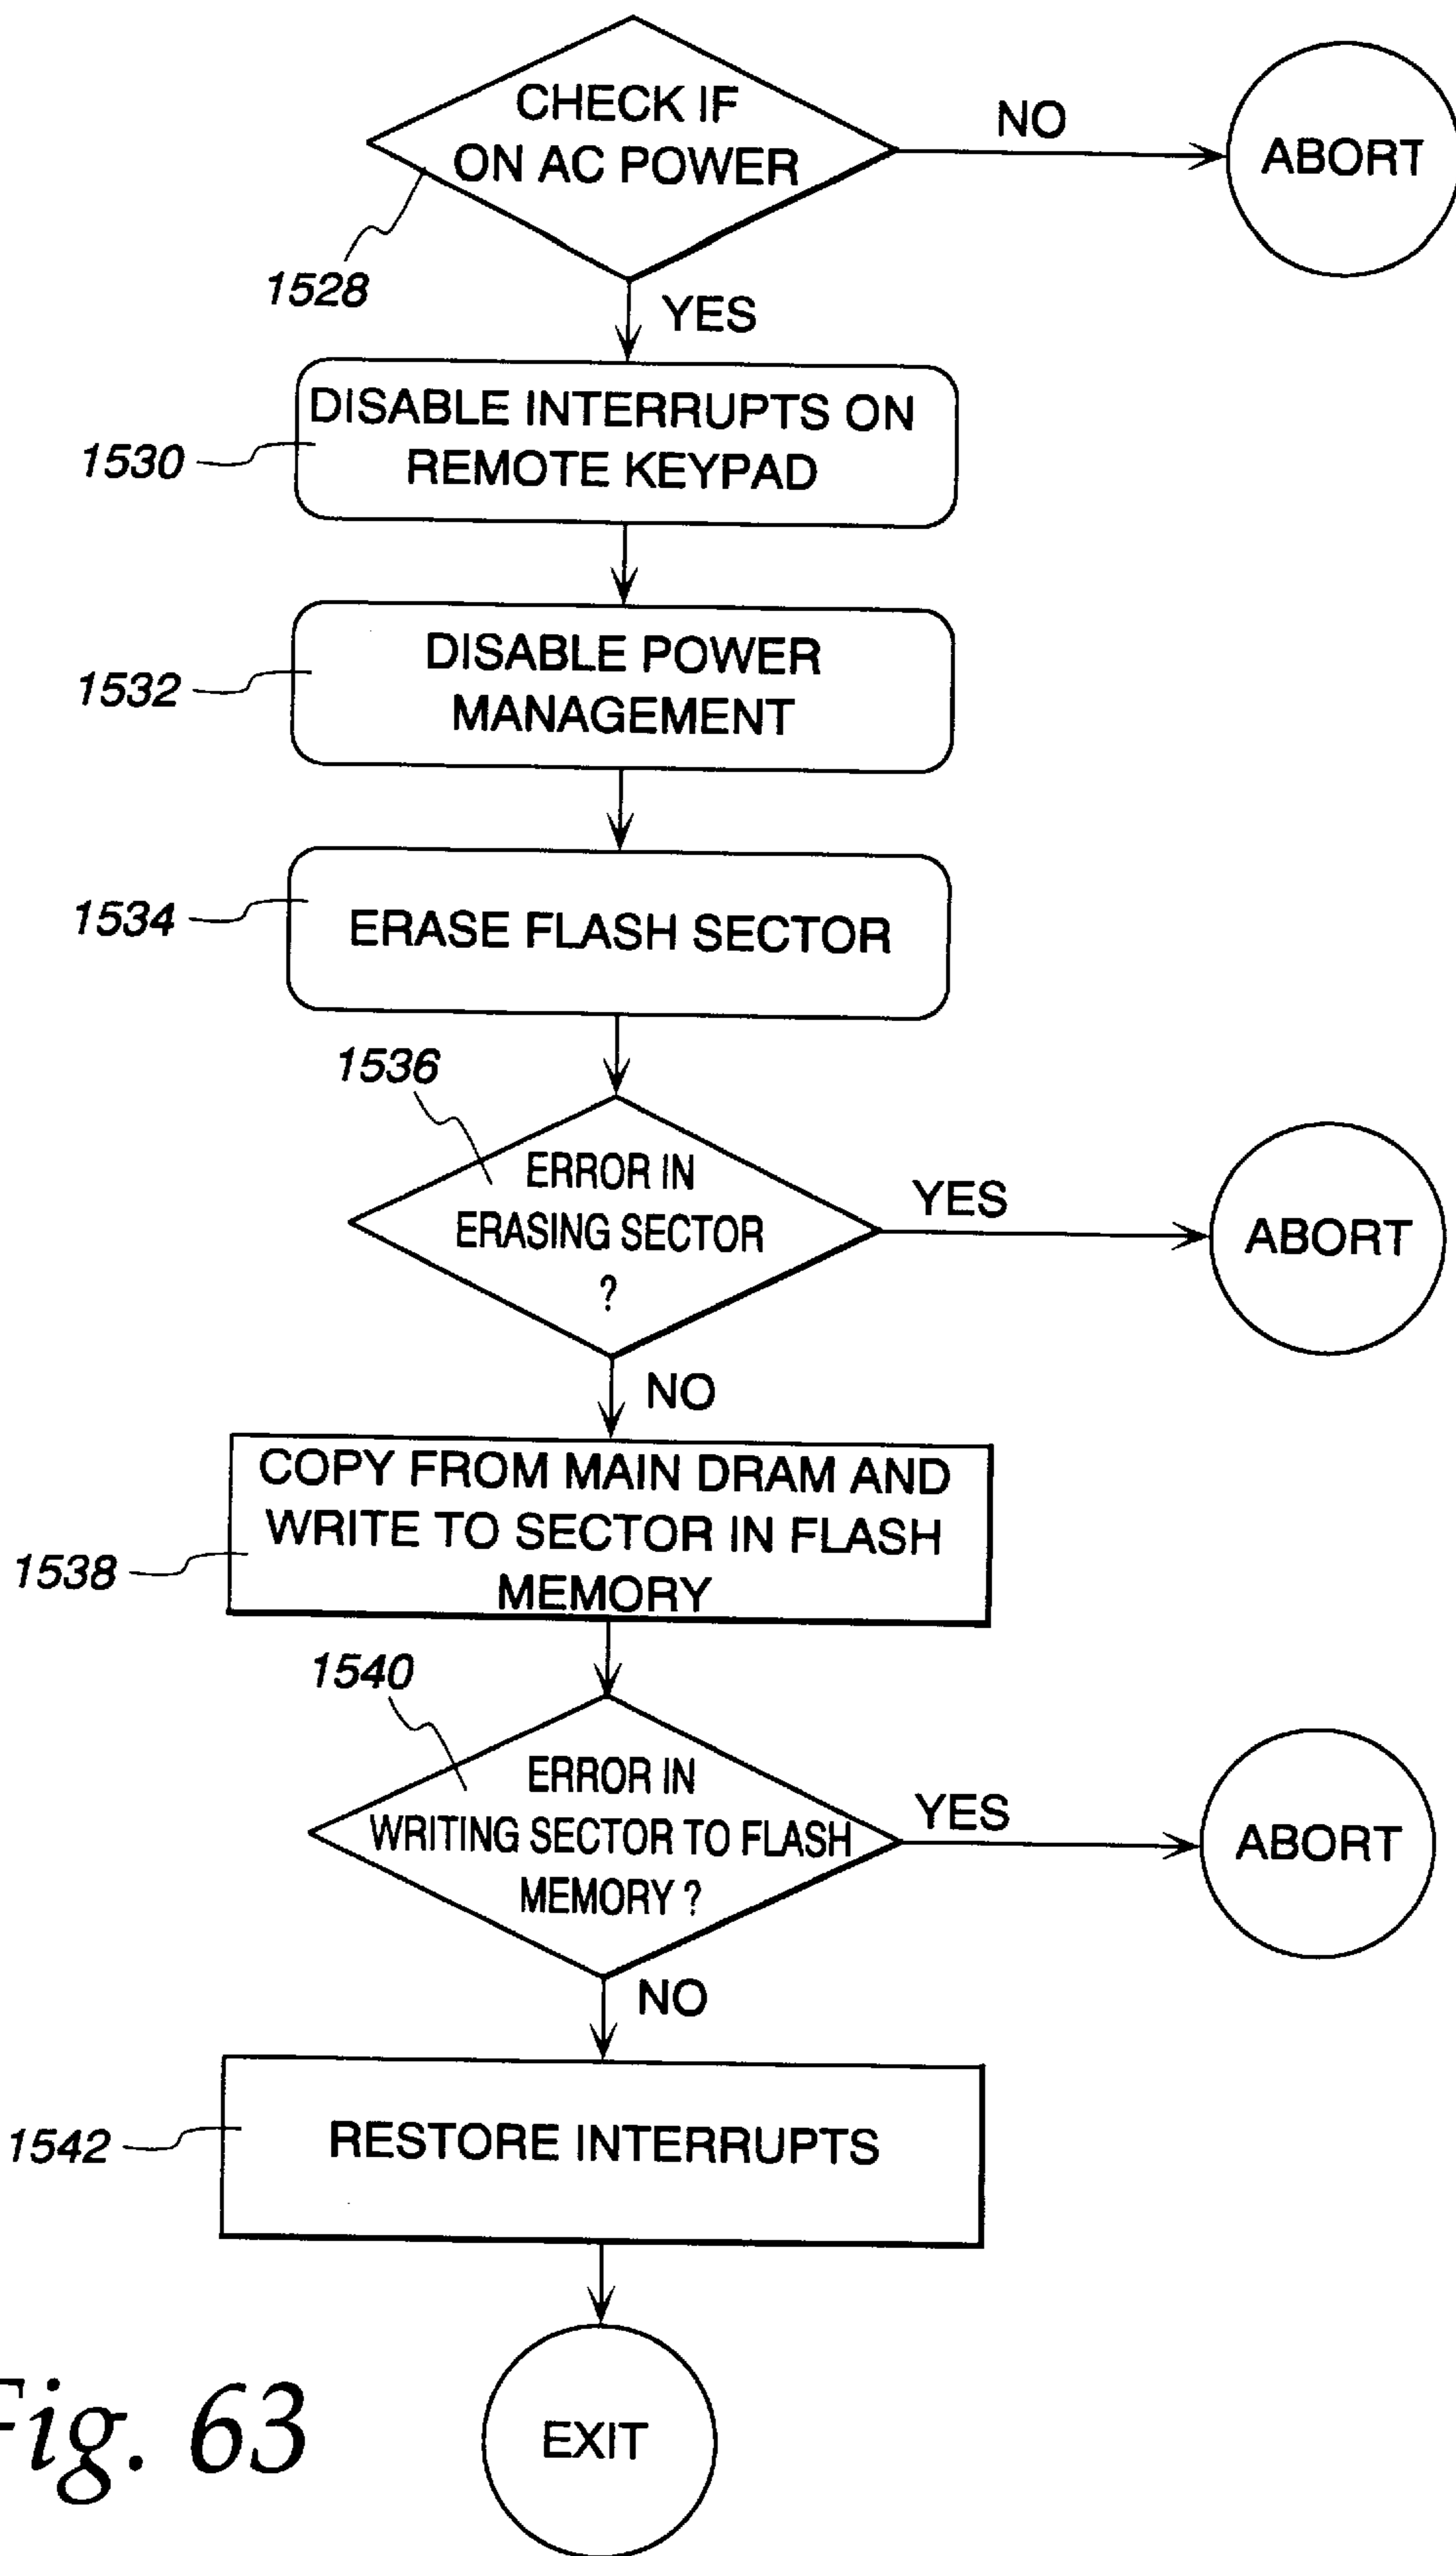 CHECK IF
ON AC POWER
NO
ABORT
1528
YES
DISABLE INTERRUPTS ON
REMOTE KEYPAD
1530
DISABLE POWER
MANAGEMENT
1532
1534
ERASE FLASH SECTOR
1536
ERROR IN
ERASING SECTOR
?
YES
ABORT
NO
COPY FROM MAIN DRAM AND
WRITE TO SECTOR IN FLASH
MEMORY
1538
1540
ERROR IN
WRITING SECTOR TO FLASH
MEMORY ?
YES
ABORT
NO
RESTORE INTERRUPTS
1542
EXIT
Fig. 63